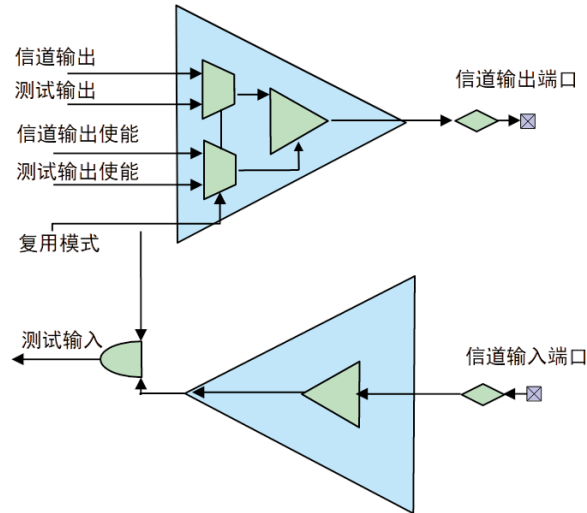 信道输出
测试输出
信道输出使能
测试输出使能
复用模式
信道输出端口
测试输入
信道输入端口